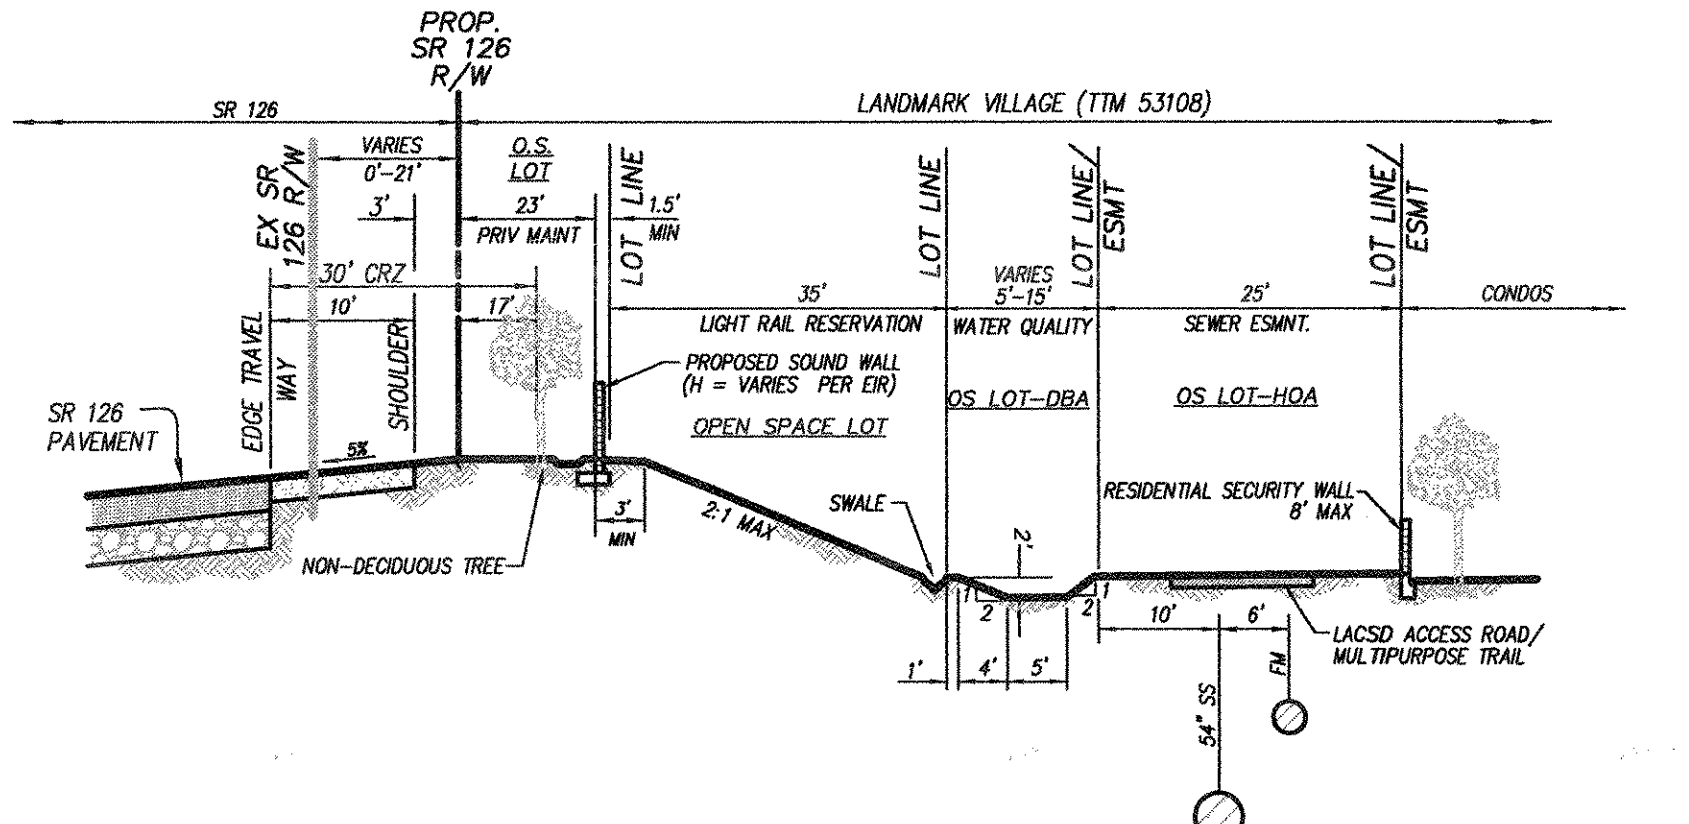 PROP.
SR 126
R/W
SR 126
LANDMARK VILLAGE (TTM 53108)
VARIES
0'-21'
O.S.
LOT
EX SR
126 R/W
LOT LINE
LOT LINE
LOT LINE/
ESMT
LOT LINE/
ESMT
3'
23'
PRIV MAINT
1.5'
MIN
30' CRZ
10'
17'
EDGE TRAVEL
WAY
SHOULDER
35'
LIGHT RAIL RESERVATION
VARIES
5'-15'
WATER QUALITY
25'
SEWER ESMNT.
CONDOS
PROPOSED SOUND WALL
(H = VARIES PER EIR)
OPEN SPACE LOT
OS LOT-DBA
OS LOT-HOA
SR 126
PAVEMENT
5%
3'
MIN
2:1 MAX
SWALE
RESIDENTIAL SECURITY WALL
8' MAX
NON-DECIDUOUS TREE
2'
1
2
1
2
1'
4'
5'
10'
6'
LACSD ACCESS ROAD/
MULTIPURPOSE TRAIL
FM
54" SS